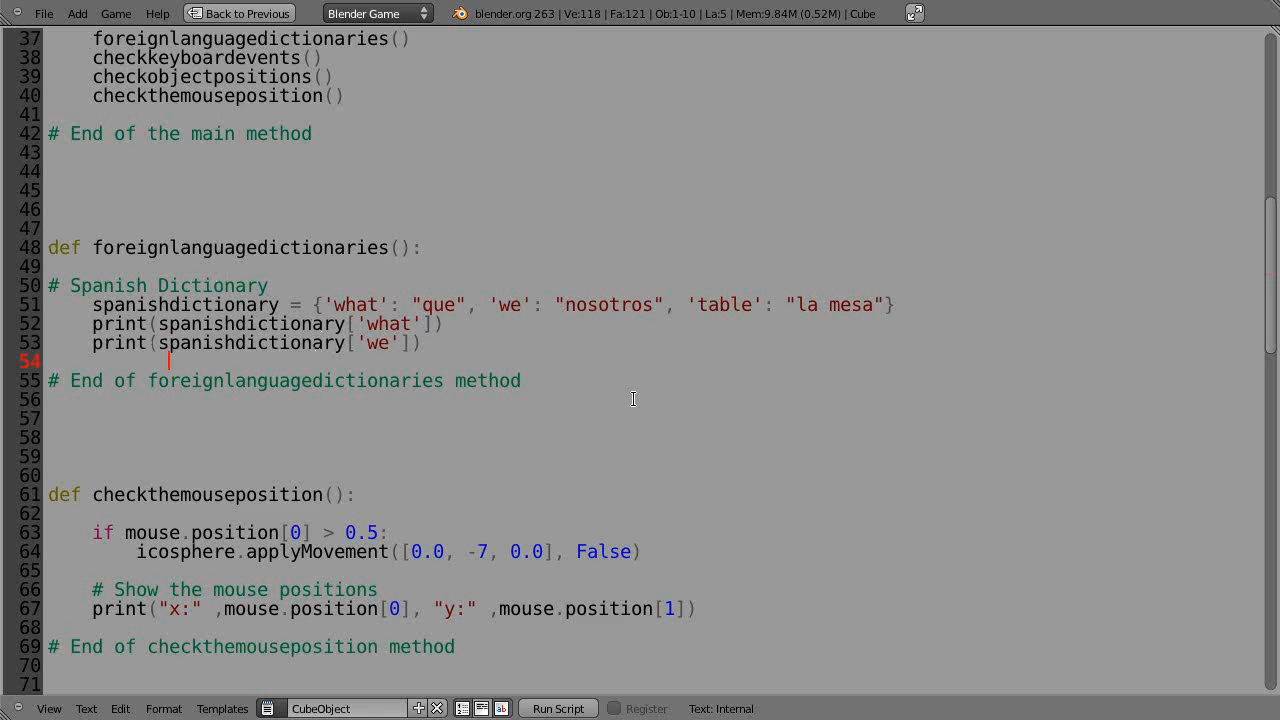 File Add Game Help Back to Previous Blender Game blender.org 263 | Ve:118 | Fa:121 | Ob:1-10 | La:5 | Mem:9.84M (0.52M) | Cube
37 foreignlanguagedictionaries()
38 checkkeyboardevents()
39 checkobjectpositions()
40 checkthemouseposition()
41
42 # End of the main method
43
44
45
46
47
48 def foreignlanguagedictionaries():
49
50 # Spanish Dictionary
51 spanishdictionary = {'what': "que", 'we': "nosotros", 'table': "la mesa"}
52 print(spanishdictionary['what'])
53 print(spanishdictionary['we'])
54
55 # End of foreignlanguagedictionaries method
56
57
58
59
60
61 def checkthemouseposition():
62
63 if mouse.position[0] > 0.5:
64 icosphere.applyMovement([0.0, -7, 0.0], False)
65
66 # Show the mouse positions
67 print("x:" ,mouse.position[0], "y:" ,mouse.position[1])
68
69 # End of checkthemouseposition method
70
71
View Text Edit Format Templates CubeObject Run Script Register Text: Internal